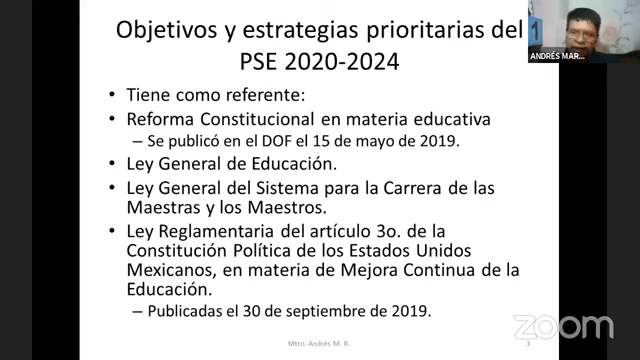 Objetivos y estrategias prioritarias del
PSE 2020-2024
• Tiene como referente:
• Reforma Constitucional en materia educativa
– Se publicó en el DOF el 15 de mayo de 2019.
• Ley General de Educación.
• Ley General del Sistema para la Carrera de las
Maestras y los Maestros.
• Ley Reglamentaria del artículo 3o. de la
Constitución Política de los Estados Unidos
Mexicanos, en materia de Mejora Continua de la
Educación.
– Publicadas el 30 de septiembre de 2019.
Mtro. Andrés M. R.
3
1
ANDRÉS MAR...
zoom